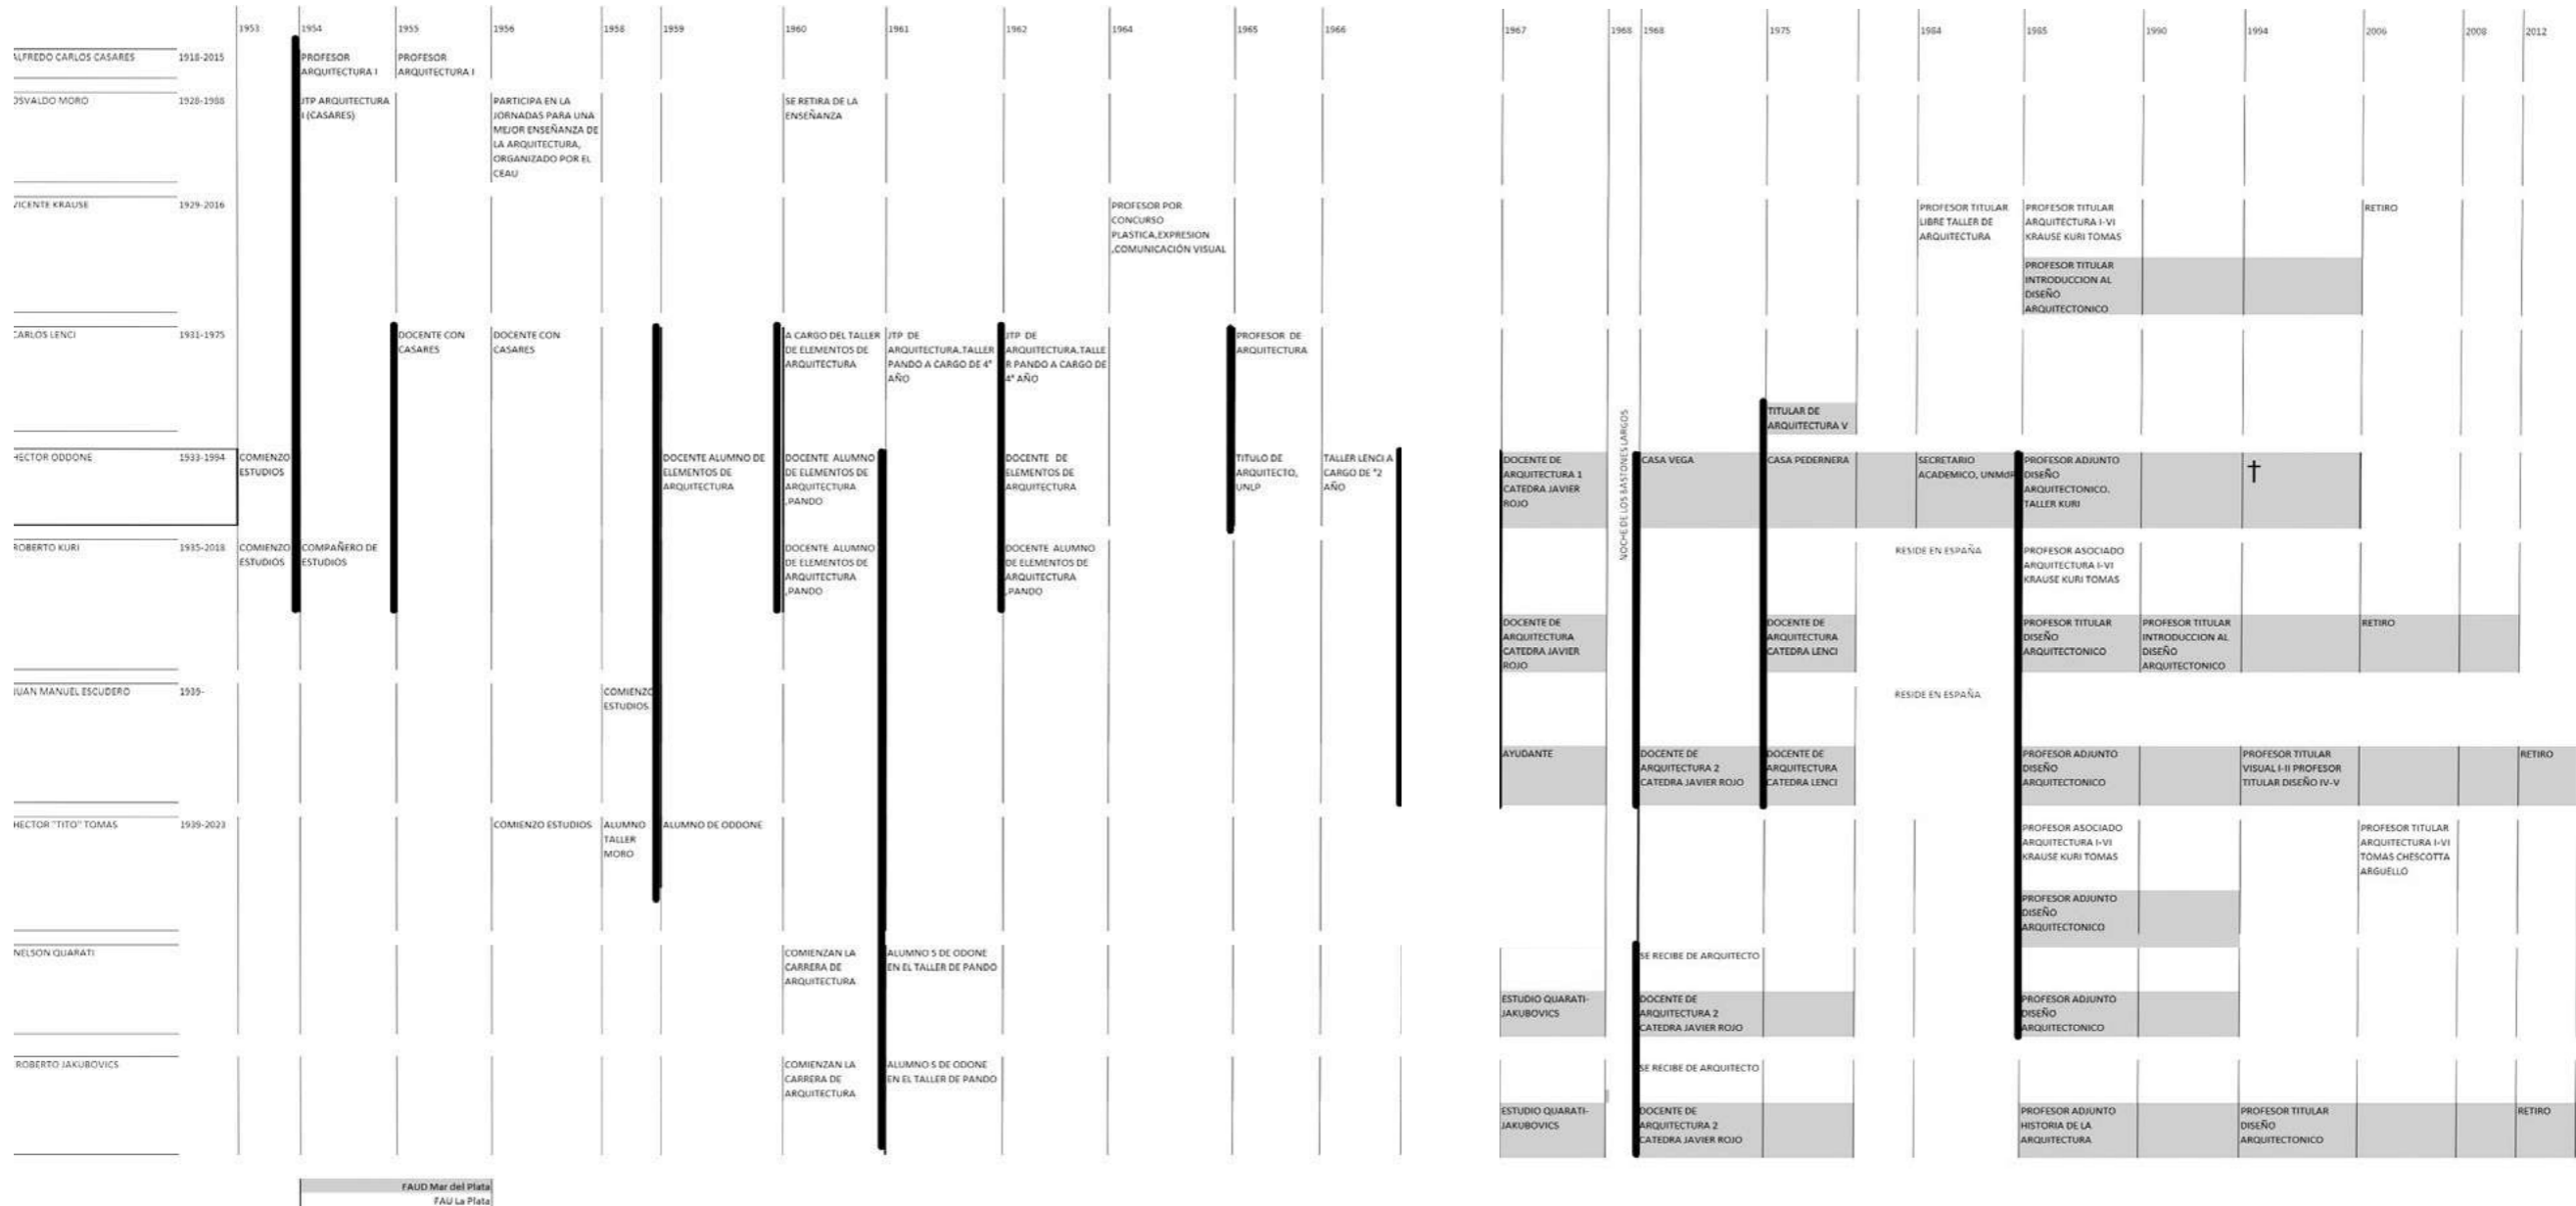 1953
1954
1955
1956
1958
1959
1960
1961
1962
1964
1965
1966
1967
1968
1968
1975
1984
1985
1990
1994
2006
2008
2012
ALFREDO CARLOS CASARES
1918-2015
PROFESOR
ARQUITECTURA I
PROFESOR
ARQUITECTURA I
OSVALDO MORO
1928-1988
JTP ARQUITECTURA
I (CASARES)
PARTICIPA EN LA
JORNADAS PARA UNA
MEJOR ENSEÑANZA DE
LA ARQUITECTURA,
ORGANIZADO POR EL
CEAU
SE RETIRA DE LA
ENSEÑANZA
VICENTE KRAUSE
1929-2016
PROFESOR POR
CONCURSO
PLASTICA,EXPRESION
,COMUNICACIÓN VISUAL
PROFESOR TITULAR
LIBRE TALLER DE
ARQUITECTURA
PROFESOR TITULAR
ARQUITECTURA I-VI
KRAUSE KURI TOMAS
RETIRO
PROFESOR TITULAR
INTRODUCCION AL
DISEÑO
ARQUITECTONICO
CARLOS LENCI
1931-1975
DOCENTE CON
CASARES
DOCENTE CON
CASARES
A CARGO DEL TALLER
DE ELEMENTOS DE
ARQUITECTURA
JTP DE
ARQUITECTURA.TALLER
PANDO A CARGO DE 4°
AÑO
JTP DE
ARQUITECTURA.TALLE
R PANDO A CARGO DE
4° AÑO
PROFESOR DE
ARQUITECTURA
TITULAR DE
ARQUITECTURA V
NOCHE DE LOS BASTONES LARGOS
HECTOR ODDONE
1933-1994
COMIENZO
ESTUDIOS
DOCENTE ALUMNO DE
ELEMENTOS DE
ARQUITECTURA
DOCENTE ALUMNO
DE ELEMENTOS DE
ARQUITECTURA
,PANDO
DOCENTE DE
ELEMENTOS DE
ARQUITECTURA
TITULO DE
ARQUITECTO,
UNLP
TALLER LENCI A
CARGO DE °2
AÑO
DOCENTE DE
ARQUITECTURA 1
CATEDRA JAVIER
ROJO
CASA VEGA
CASA PEDERNERA
SECRETARIO
ACADEMICO, UNMdP
PROFESOR ADJUNTO
DISEÑO
ARQUITECTONICO.
TALLER KURI
†
ROBERTO KURI
1935-2018
COMIENZO
ESTUDIOS
COMPAÑERO DE
ESTUDIOS
DOCENTE ALUMNO
DE ELEMENTOS DE
ARQUITECTURA
,PANDO
DOCENTE ALUMNO
DE ELEMENTOS DE
ARQUITECTURA
,PANDO
RESIDE EN ESPAÑA
PROFESOR ASOCIADO
ARQUITECTURA I-VI
KRAUSE KURI TOMAS
DOCENTE DE
ARQUITECTURA
CATEDRA JAVIER
ROJO
DOCENTE DE
ARQUITECTURA
CATEDRA LENCI
PROFESOR TITULAR
DISEÑO
ARQUITECTONICO
PROFESOR TITULAR
INTRODUCCION AL
DISEÑO
ARQUITECTONICO
RETIRO
JUAN MANUEL ESCUDERO
1939-
COMIENZO
ESTUDIOS
RESIDE EN ESPAÑA
AYUDANTE
DOCENTE DE
ARQUITECTURA 2
CATEDRA JAVIER ROJO
DOCENTE DE
ARQUITECTURA
CATEDRA LENCI
PROFESOR ADJUNTO
DISEÑO
ARQUITECTONICO
PROFESOR TITULAR
VISUAL I-II PROFESOR
TITULAR DISEÑO IV-V
RETIRO
HECTOR "TITO" TOMAS
1939-2023
COMIENZO ESTUDIOS
ALUMNO
TALLER
MORO
ALUMNO DE ODDONE
PROFESOR ASOCIADO
ARQUITECTURA I-VI
KRAUSE KURI TOMAS
PROFESOR TITULAR
ARQUITECTURA I-VI
TOMAS CHESCOTTA
ARGUELLO
PROFESOR ADJUNTO
DISEÑO
ARQUITECTONICO
NELSON QUARATI
COMIENZAN LA
CARRERA DE
ARQUITECTURA
ALUMNO S DE ODONE
EN EL TALLER DE PANDO
SE RECIBE DE ARQUITECTO
ESTUDIO QUARATI-
JAKUBOVICS
DOCENTE DE
ARQUITECTURA 2
CATEDRA JAVIER ROJO
PROFESOR ADJUNTO
DISEÑO
ARQUITECTONICO
ROBERTO JAKUBOVICS
COMIENZAN LA
CARRERA DE
ARQUITECTURA
ALUMNO S DE ODONE
EN EL TALLER DE PANDO
SE RECIBE DE ARQUITECTO
ESTUDIO QUARATI-
JAKUBOVICS
DOCENTE DE
ARQUITECTURA 2
CATEDRA JAVIER ROJO
PROFESOR ADJUNTO
HISTORIA DE LA
ARQUITECTURA
PROFESOR TITULAR
DISEÑO
ARQUITECTONICO
RETIRO
FAUD Mar del Plata
FAU La Plata